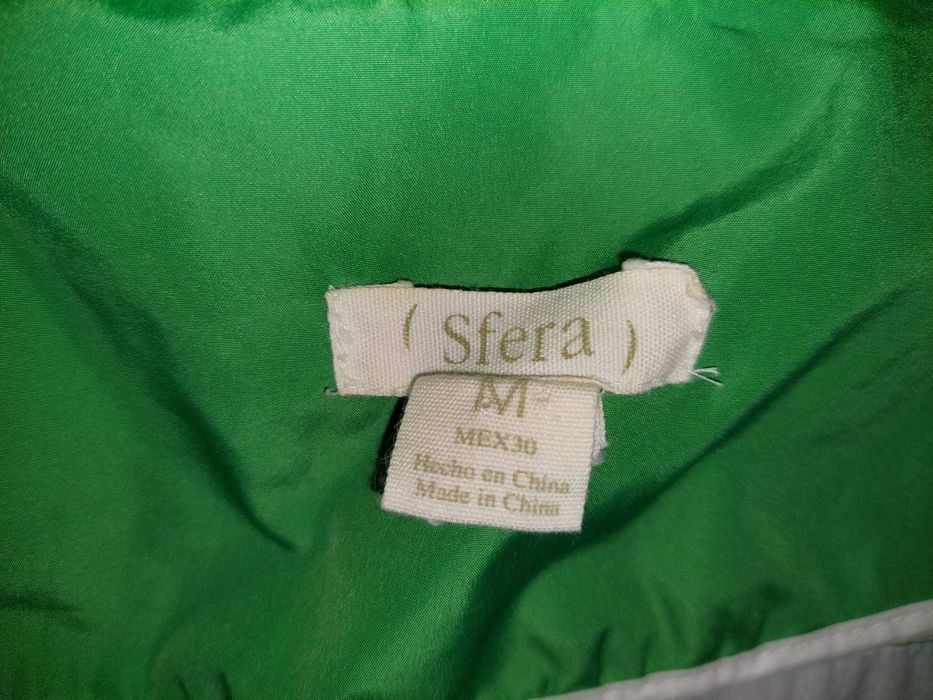 ( Sfera )
M
MEX30
Hecho en China
Made in China